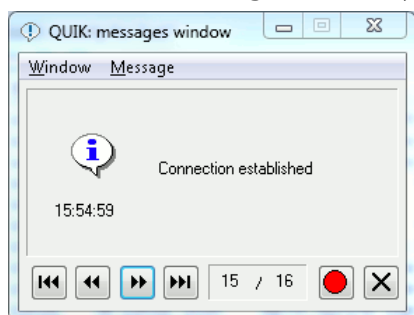 QUIK: messages window
Window Message
Connection established
15:54:59
15 / 16